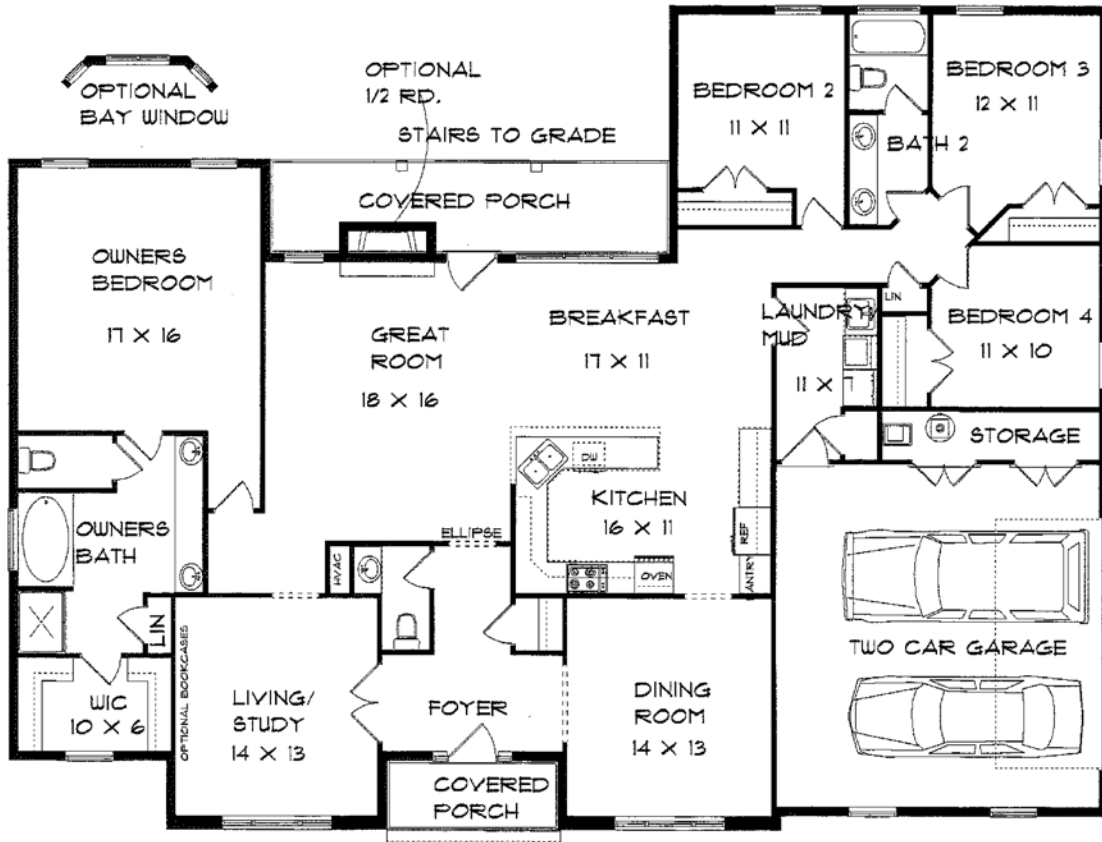 OPTIONAL
BAY WINDOW
OPTIONAL
1/2 RD.
STAIRS TO GRADE
COVERED PORCH
BEDROOM 2
11 X 11
BATH 2
BEDROOM 3
12 X 11
OWNERS
BEDROOM
17 X 16
GREAT
ROOM
18 X 16
BREAKFAST
17 X 11
LAUNDRY/
MUD
11 X 7
LIN
BEDROOM 4
11 X 10
STORAGE
DW
KITCHEN
16 X 11
REF
OVEN
ANTRY
ELLIPSE
HVAC
OWNERS
BATH
LIN
WIC
10 X 6
OPTIONAL BOOKCASES
LIVING/
STUDY
14 X 13
FOYER
DINING
ROOM
14 X 13
TWO CAR GARAGE
COVERED
PORCH